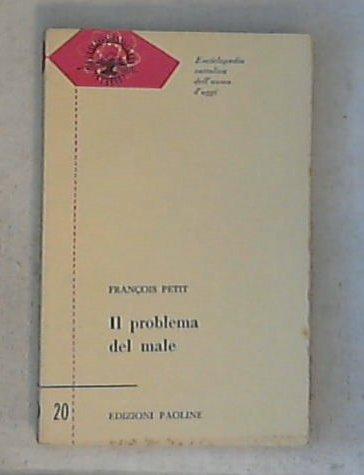 Enciclopedia
cattolica
dell'uomo
d'oggi
FRANÇOIS PETIT
Il problema
del male
20
EDIZIONI PAOLINE